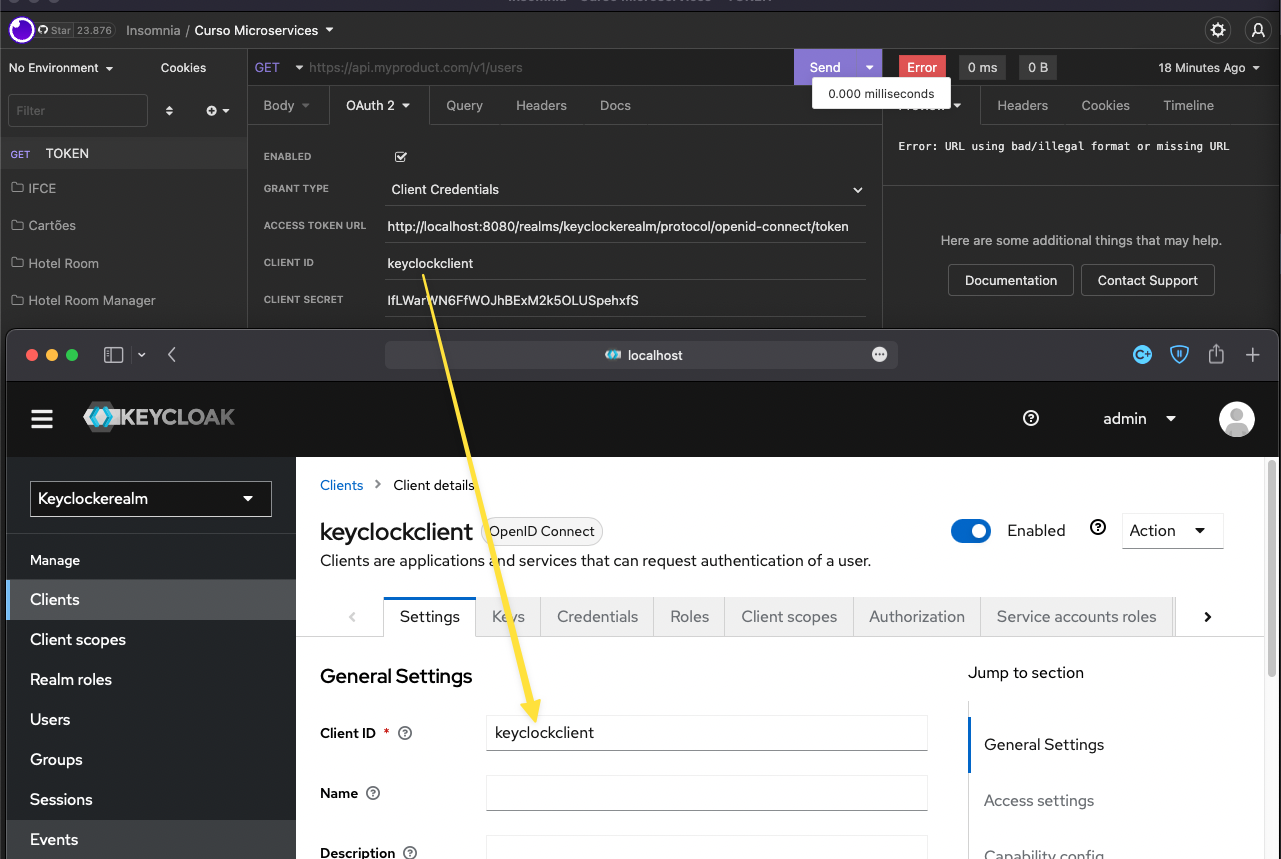 Star 23.876 Insomnia / Curso Microservices
No Environment Cookies GET https://api.myproduct.com/v1/users Send Error 0 ms 0 B 18 Minutes Ago
0.000 milliseconds
Filter Body OAuth 2 Query Headers Docs Headers Cookies Timeline
GET TOKEN
IFCE
Cartões
Hotel Room
Hotel Room Manager
ENABLED
GRANT TYPE Client Credentials
ACCESS TOKEN URL http://localhost:8080/realms/keyclockerealm/protocol/openid-connect/token
CLIENT ID keyclockclient
CLIENT SECRET IfLWarWN6FfWOJhBExM2k5OLUSpehxfS
Error: URL using bad/illegal format or missing URL
Here are some additional things that may help.
Documentation Contact Support
localhost
KEYCLOAK admin
Keyclockerealm
Manage
Clients
Client scopes
Realm roles
Users
Groups
Sessions
Events
Clients > Client details
keyclockclient OpenID Connect Enabled Action
Clients are applications and services that can request authentication of a user.
Settings Keys Credentials Roles Client scopes Authorization Service accounts roles
General Settings
Client ID * keyclockclient
Name
Description
Jump to section
General Settings
Access settings
Capability config